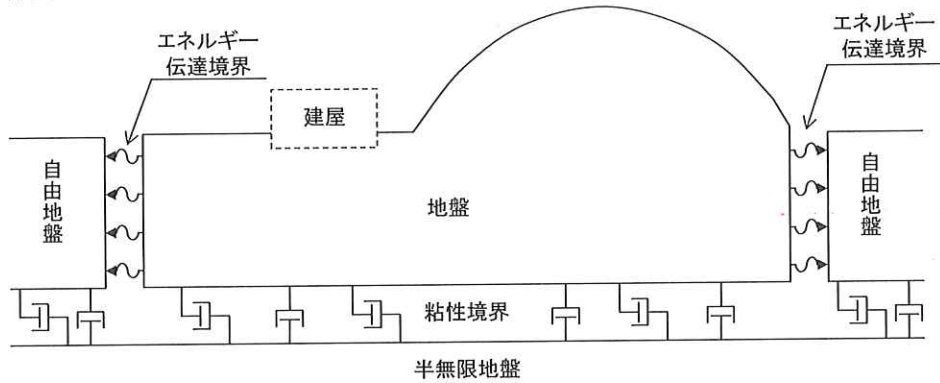 エネルギー
伝達境界
エネルギー
伝達境界
建屋
自由地盤
地盤
自由地盤
粘性境界
半無限地盤